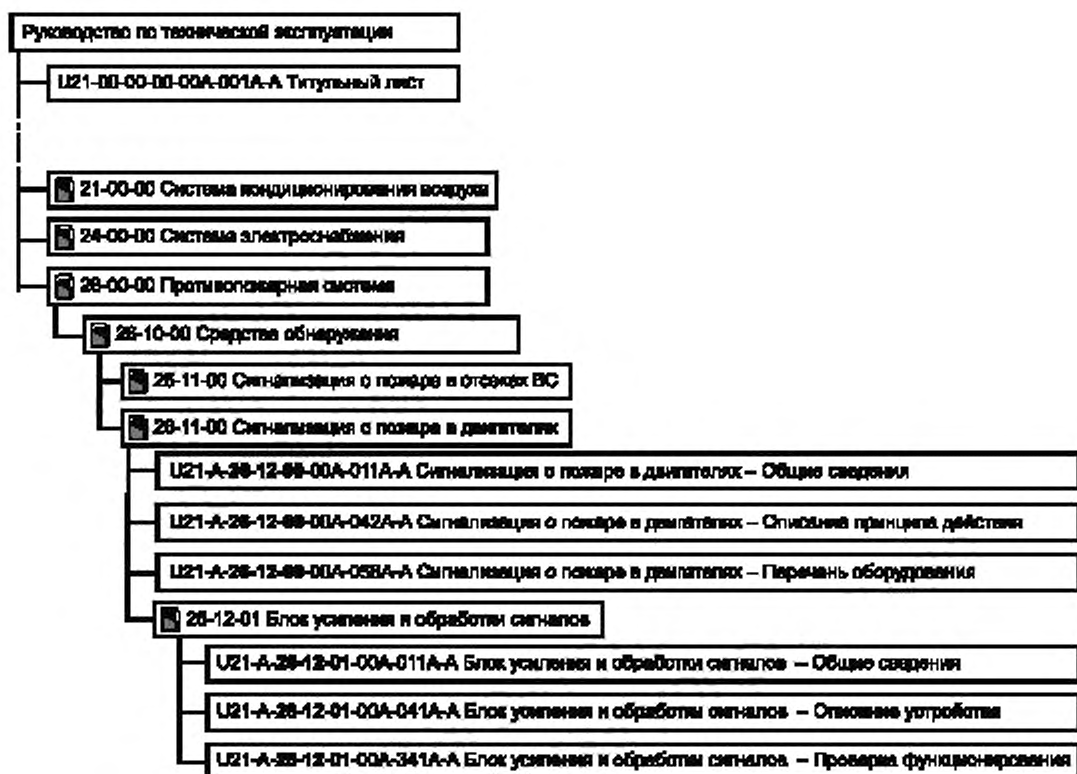 Руководство по технической эксплуатации
U21-00-00-00-00A-001A-A Титульный лист
21-00-00 Система кондиционирования воздуха
24-00-00 Система электроснабжения
26-00-00 Противопожарная система
26-10-00 Средства обнаружения
26-11-00 Сигнализация о пожаре в отсеках ВС
26-11-00 Сигнализация о пожаре в двигателях
U21-A-26-12-00-00A-011A-A Сигнализация о пожаре в двигателях – Общие сведения
U21-A-26-12-00-00A-042A-A Сигнализация о пожаре в двигателях – Описание принципа действия
U21-A-26-12-00-00A-056A-A Сигнализация о пожаре в двигателях – Перечень оборудования
26-12-01 Блок усиления и обработки сигналов
U21-A-26-12-01-00A-011A-A Блок усиления и обработки сигналов – Общие сведения
U21-A-26-12-01-00A-041A-A Блок усиления и обработки сигналов – Описание устройства
U21-A-26-12-01-00A-341A-A Блок усиления и обработки сигналов – Проверка функционирования